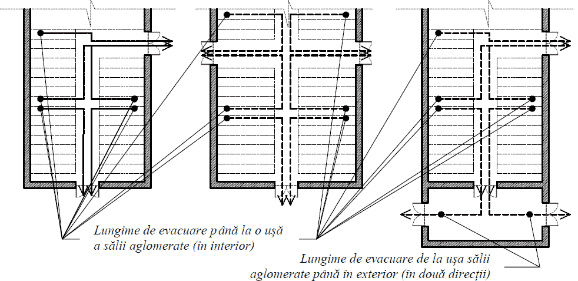 Lungime de evacuare până la o ușă
a sălii aglomerate (în interior)
Lungime de evacuare de la ușa sălii
aglomerate până în exterior (în două direcții)